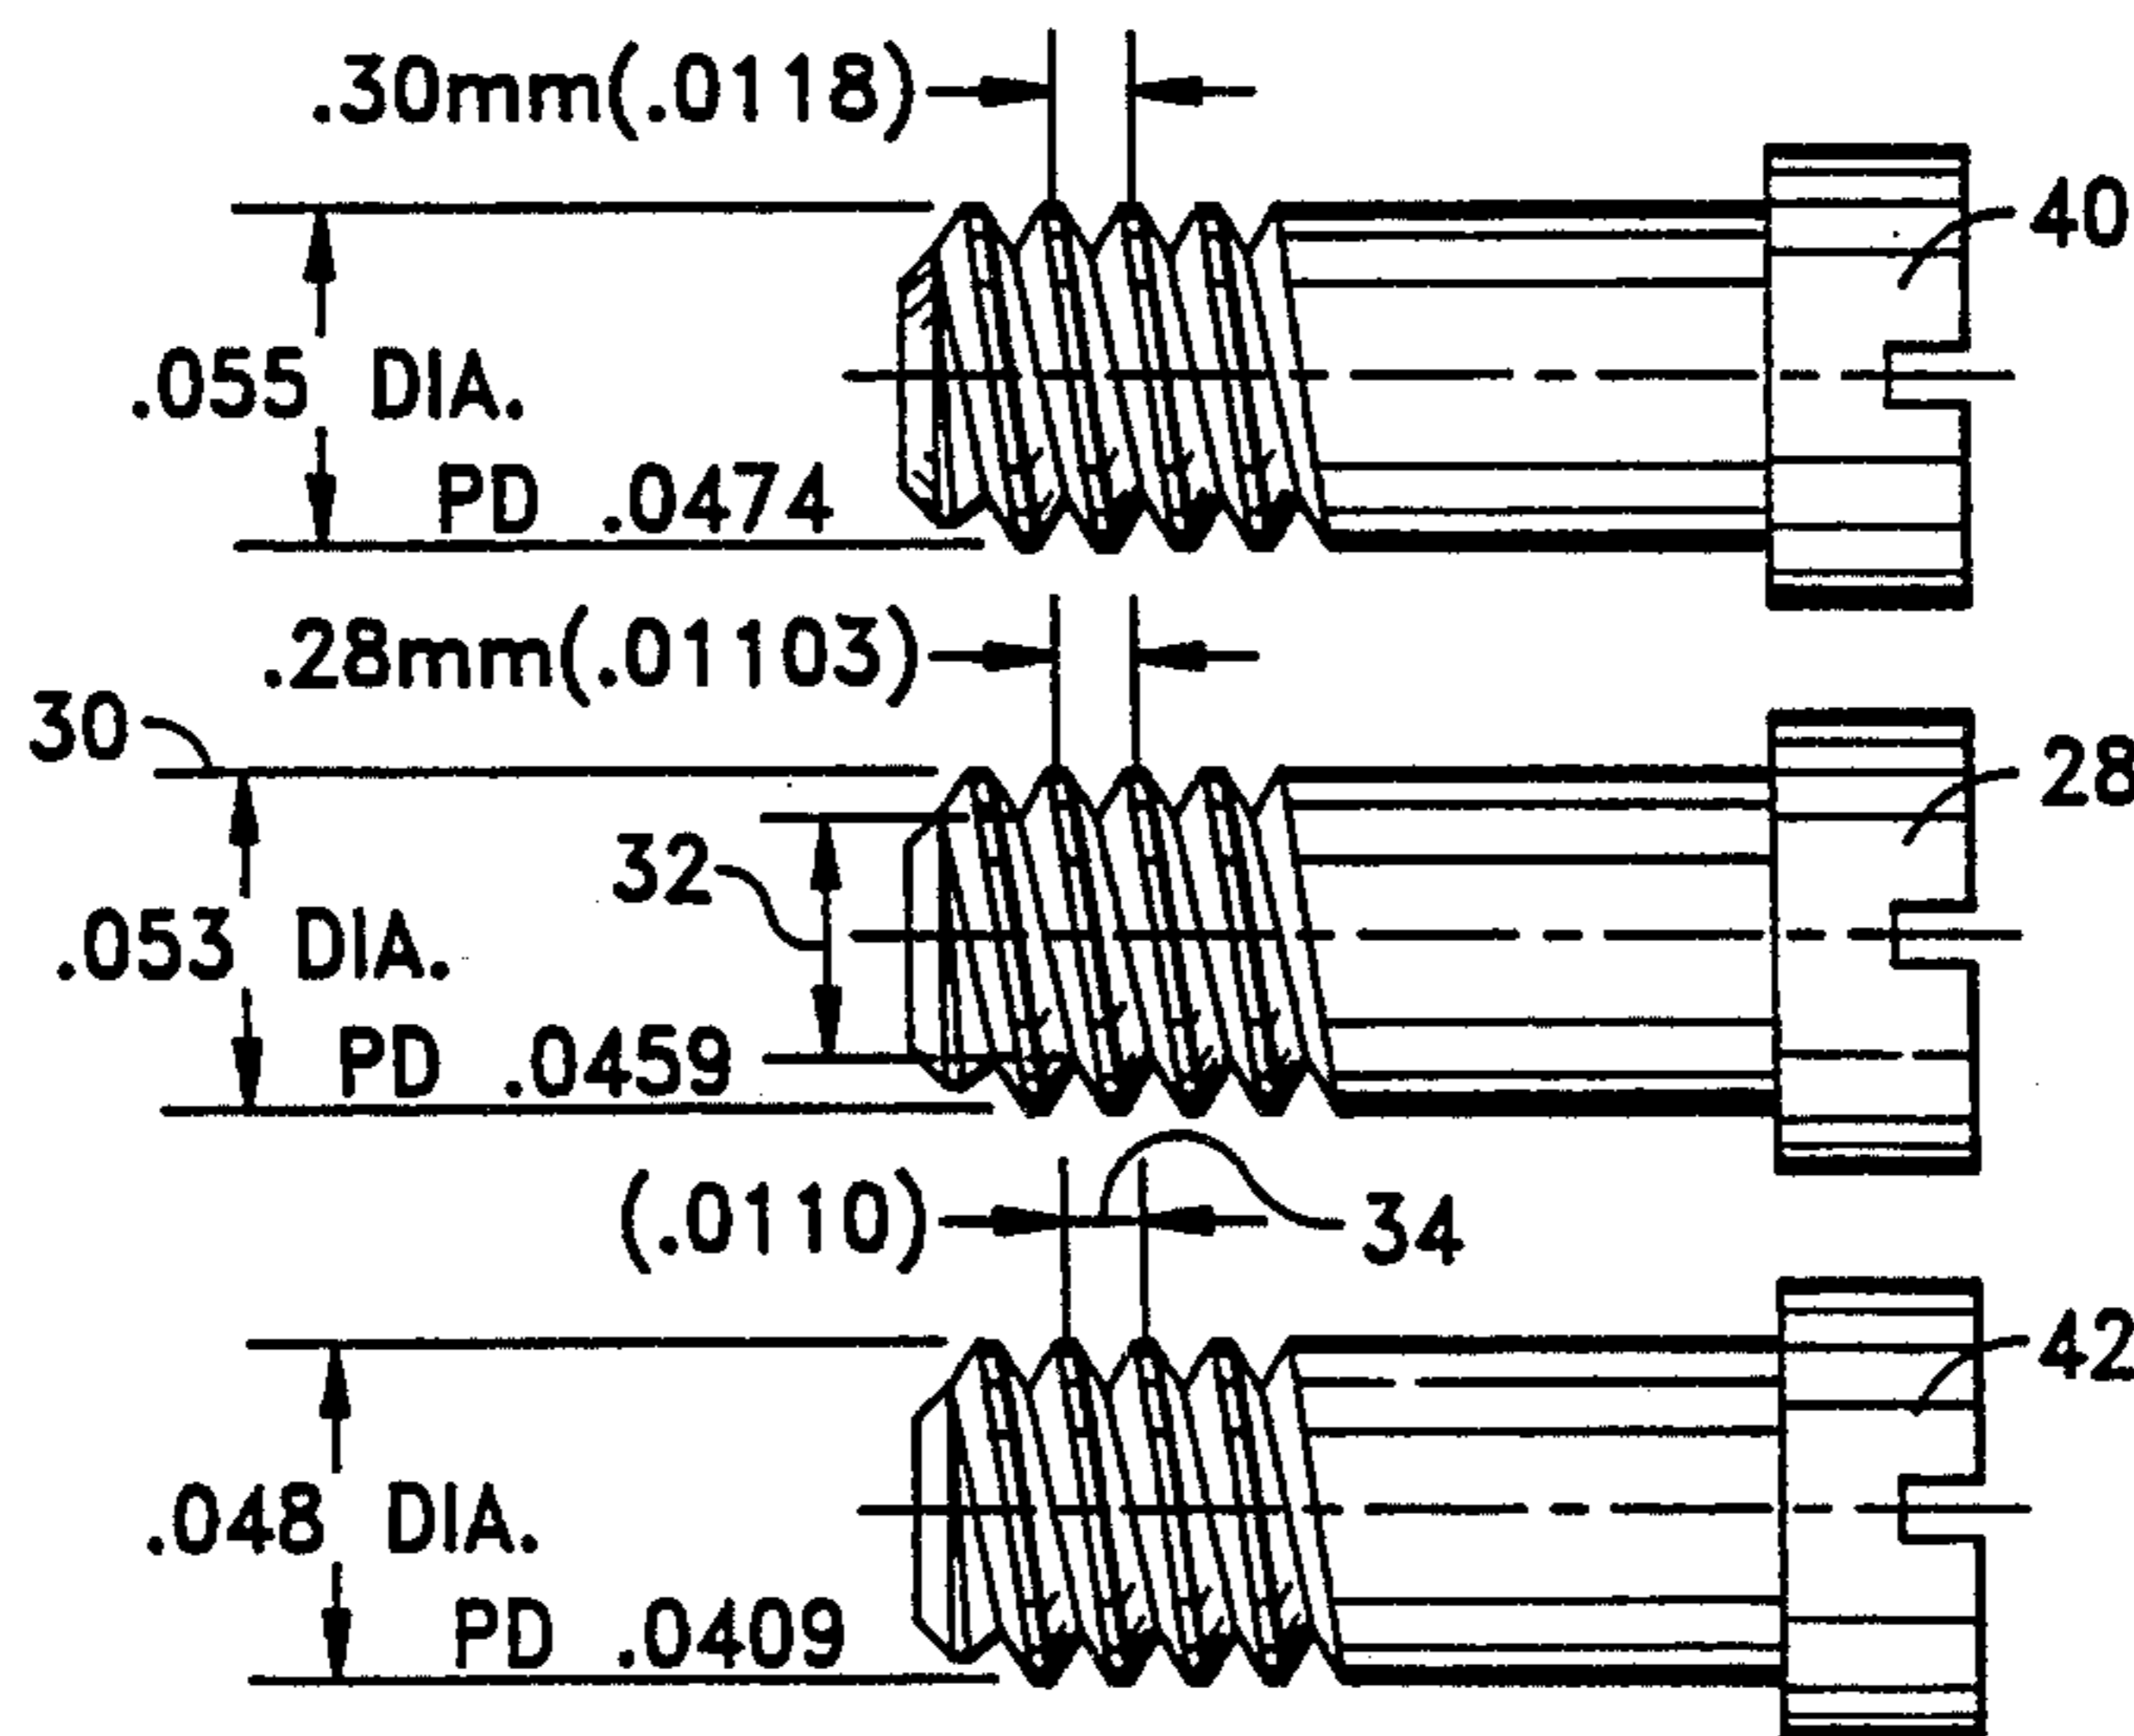 .30mm(.0118)
40
.055 DIA.
PD .0474
.28mm(.01103)
30
28
32
.053 DIA.
PD .0459
(.0110)
34
42
.048 DIA.
PD .0409